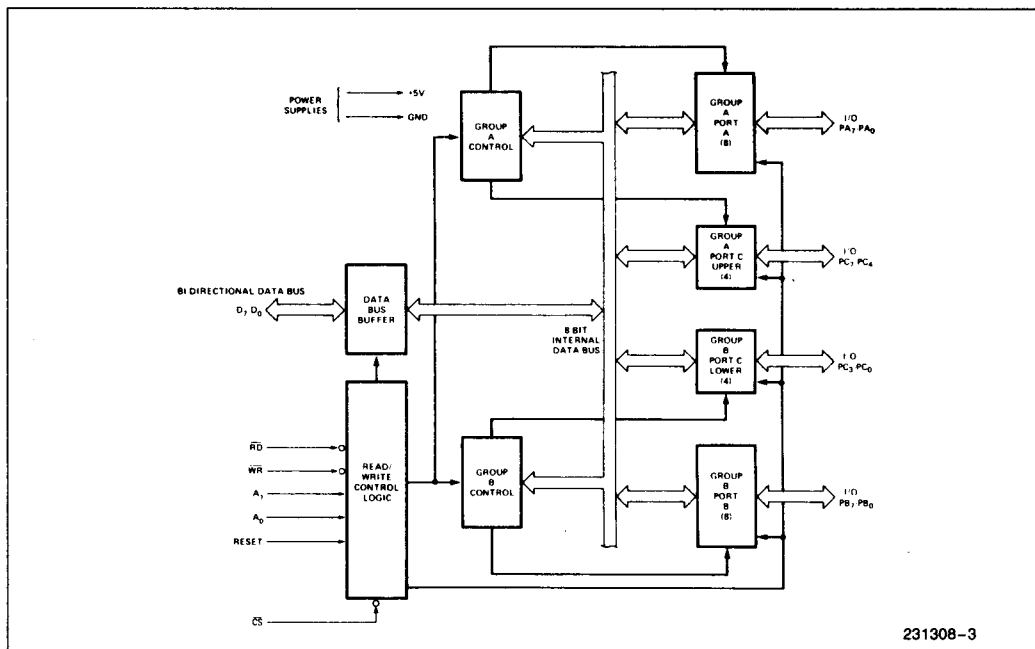 POWER
SUPPLIES
+5V
GND
GROUP
A
CONTROL
GROUP
A
PORT
A
(8)
I/O
PA7-PA0
GROUP
A
PORT C
UPPER
(4)
I/O
PC7-PC4
BI DIRECTIONAL DATA BUS
D7 D0
DATA
BUS
BUFFER
8 BIT
INTERNAL
DATA BUS
GROUP
B
PORT C
LOWER
(4)
I/O
PC3-PC0
RD
WR
A1
A0
RESET
CS
READ/
WRITE
CONTROL
LOGIC
GROUP
B
CONTROL
GROUP
B
PORT
B
(8)
I/O
PB7-PB0
231308-3